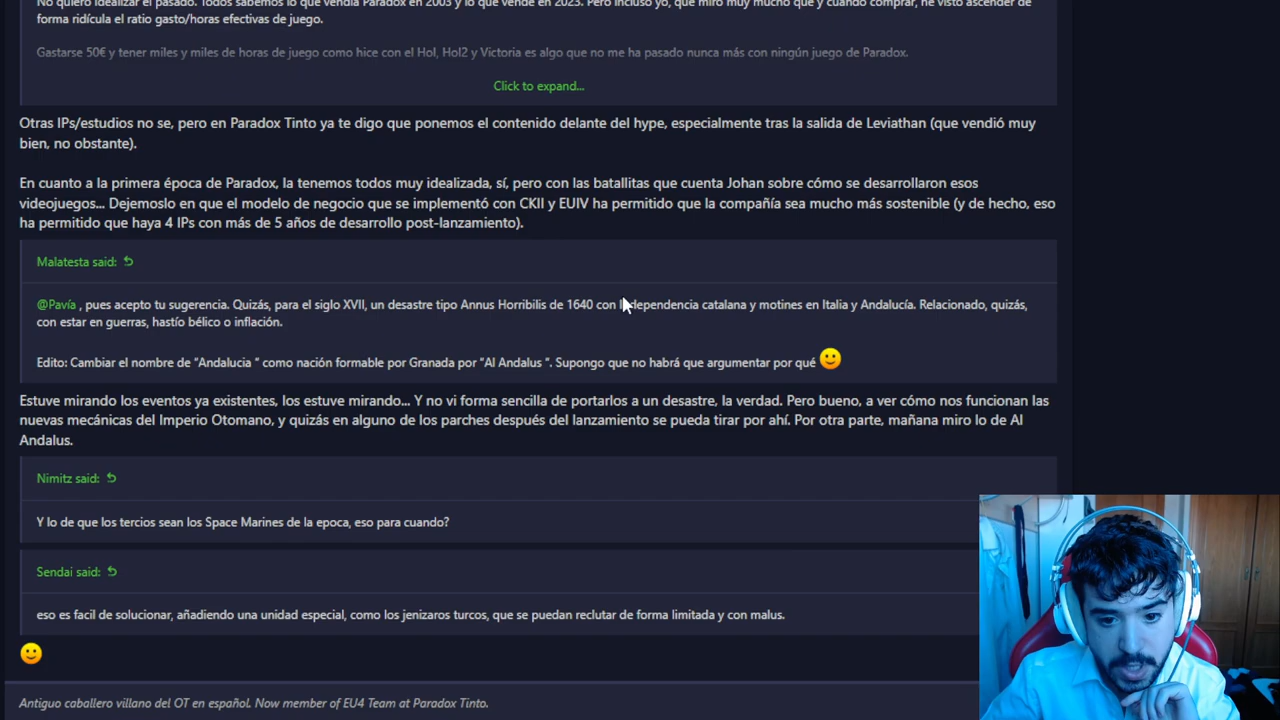 No quiero idealizar el pasado. Todos sabemos lo que vendía Paradox en 2003 y lo que vende en 2023. Pero incluso yo, que miro muy mucho que y cuando comprar, he visto ascender de
forma ridícula el ratio gasto/horas efectivas de juego.
Gastarse 50€ y tener miles y miles de horas de juego como hice con el HoI, HoI2 y Victoria es algo que no me ha pasado nunca más con ningún juego de Paradox.
Click to expand...
Otras IPs/estudios no se, pero en Paradox Tinto ya te digo que ponemos el contenido delante del hype, especialmente tras la salida de Leviathan (que vendió muy
bien, no obstante).
En cuanto a la primera época de Paradox, la tenemos todos muy idealizada, sí, pero con las batallitas que cuenta Johan sobre cómo se desarrollaron esos
videojuegos... Dejemoslo en que el modelo de negocio que se implementó con CKII y EUIV ha permitido que la compañía sea mucho más sostenible (y de hecho, eso
ha permitido que haya 4 IPs con más de 5 años de desarrollo post-lanzamiento).
Malatesta said:
@Pavía , pues acepto tu sugerencia. Quizás, para el siglo XVII, un desastre tipo Annus Horribilis de 1640 con Independencia catalana y motines en Italia y Andalucía. Relacionado, quizás,
con estar en guerras, hastío bélico o inflación.
Edito: Cambiar el nombre de "Andalucia " como nación formable por Granada por "Al Andalus ". Supongo que no habrá que argumentar por qué
Estuve mirando los eventos ya existentes, los estuve mirando... Y no vi forma sencilla de portarlos a un desastre, la verdad. Pero bueno, a ver cómo nos funcionan las
nuevas mecánicas del Imperio Otomano, y quizás en alguno de los parches después del lanzamiento se pueda tirar por ahí. Por otra parte, mañana miro lo de Al
Andalus.
Nimitz said:
Y lo de que los tercios sean los Space Marines de la epoca, eso para cuando?
Sendai said:
eso es facil de solucionar, añadiendo una unidad especial, como los jenizaros turcos, que se puedan reclutar de forma limitada y con malus.
Antiguo caballero villano del OT en español. Now member of EU4 Team at Paradox Tinto.